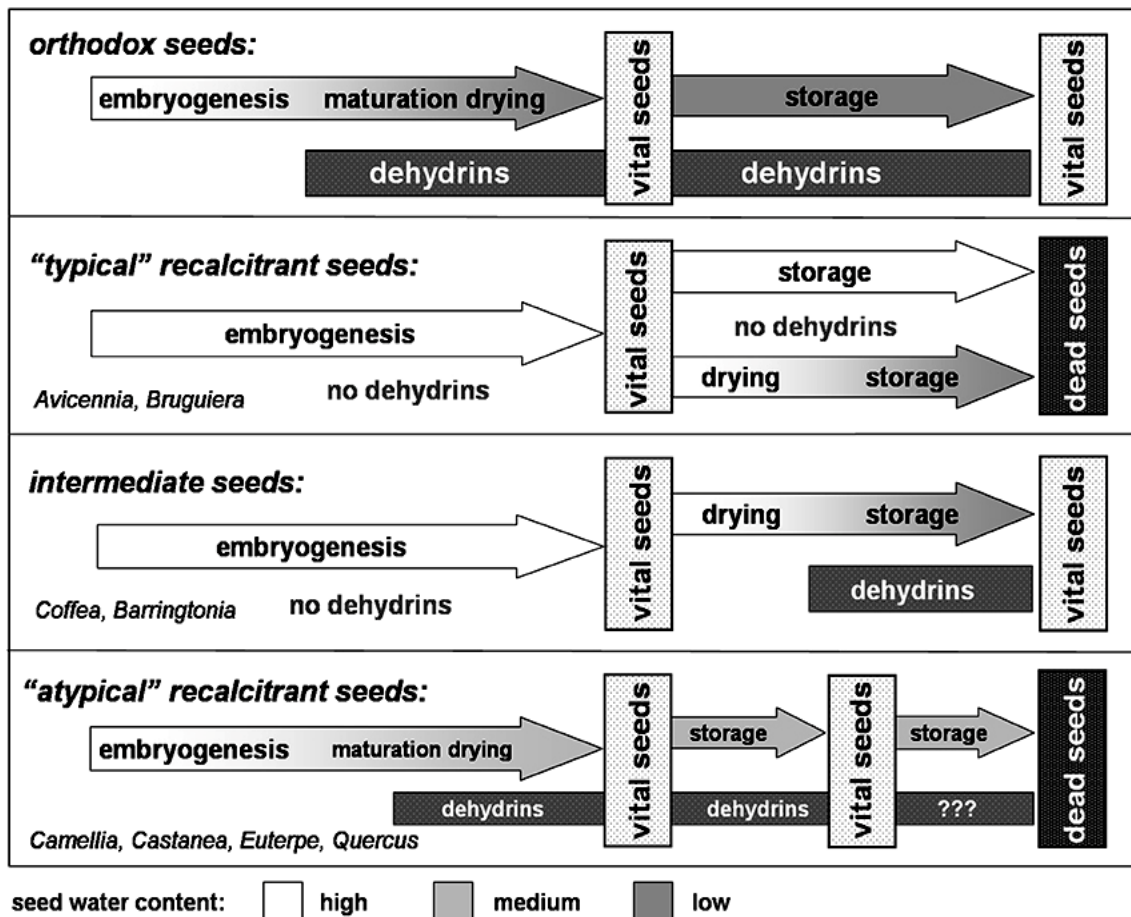 orthodox seeds:
embryogenesis maturation drying
vital seeds
storage
vital seeds
dehydrins
dehydrins
“typical” recalcitrant seeds:
embryogenesis
vital seeds
storage
no dehydrins
drying storage
dead seeds
Avicennia, Bruguiera
no dehydrins
intermediate seeds:
embryogenesis
vital seeds
drying storage
vital seeds
dehydrins
Coffea, Barringtonia
no dehydrins
“atypical” recalcitrant seeds:
embryogenesis maturation drying
vital seeds
storage
vital seeds
storage
dead seeds
dehydrins
dehydrins
???
Camellia, Castanea, Euterpe, Quercus
seed water content: high medium low